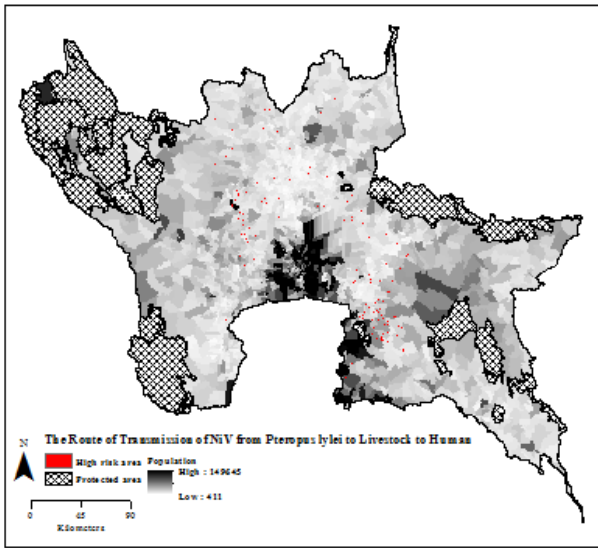 The Route of Transmission of NiV from Pteropus lylei to Livestock to Human
N
High risk area
Protected area
Population
High : 149645
Low : 411
0 45 90
Kilometers